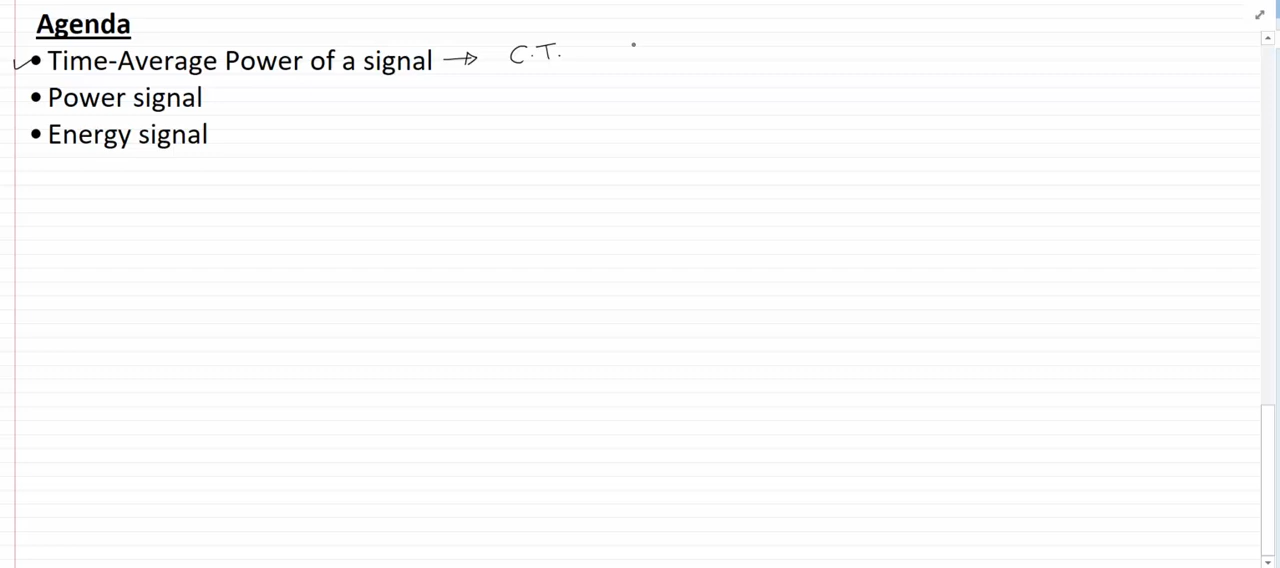 Agenda
• Time-Average Power of a signal → C.T.
• Power signal
• Energy signal